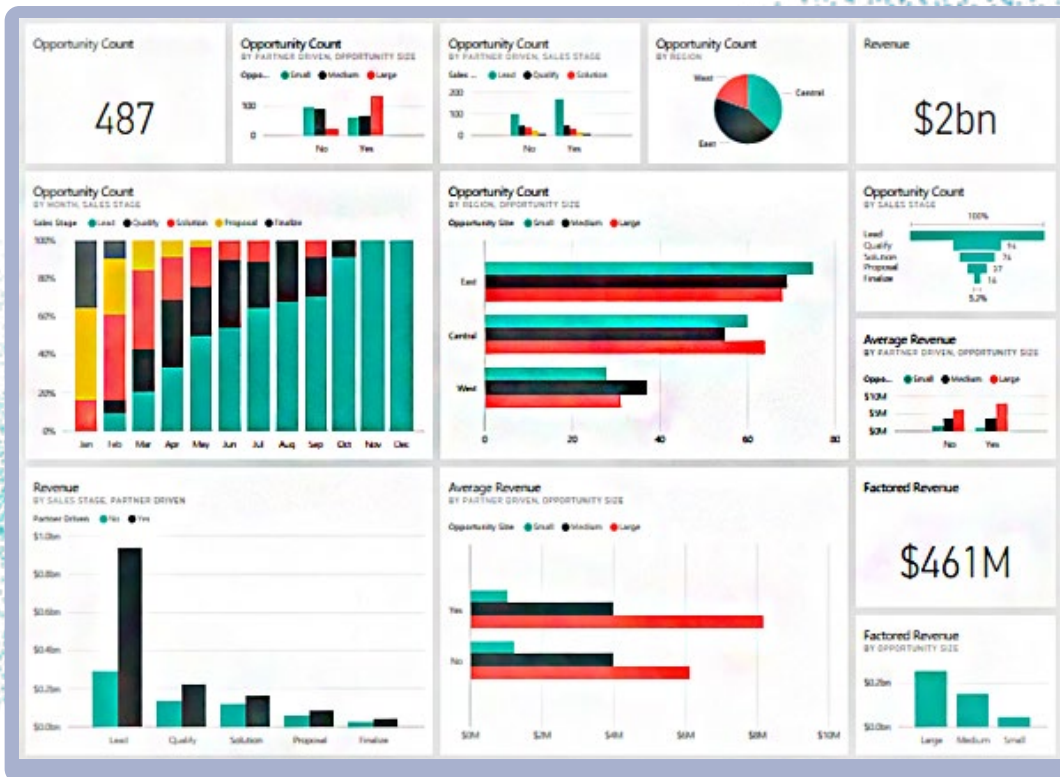 Opportunity Count
487
Opportunity Count
BY PARTNER DRIVEN, OPPORTUNITY SIZE
Oppo... Small Medium Large
100
0
No Yes
Opportunity Count
BY PARTNER DRIVEN, SALES STAGE
Sales ... Lead Qualify Solution
200
100
0
No Yes
Opportunity Count
BY REGION
West
Central
East
Revenue
$2bn
Opportunity Count
BY MONTH, SALES STAGE
Sales Stage Lead Qualify Solution Proposal Finalize
100%
80%
60%
40%
20%
0%
Jan Feb Mar Apr May Jun Jul Aug Sep Oct Nov Dec
Opportunity Count
BY REGION, OPPORTUNITY SIZE
Opportunity Size Small Medium Large
East
Central
West
0 20 40 60 80
Opportunity Count
BY SALES STAGE
100%
Lead
Qualify 94
Solution 74
Proposal 37
Finalize 14
5.2%
Average Revenue
BY PARTNER DRIVEN, OPPORTUNITY SIZE
Oppo... Small Medium Large
$10M
$5M
$0M
No Yes
Revenue
BY SALES STAGE, PARTNER DRIVEN
Partner Driven No Yes
$1.0bn
$0.8bn
$0.6bn
$0.4bn
$0.2bn
$0.0bn
Lead Qualify Solution Proposal Finalize
Average Revenue
BY PARTNER DRIVEN, OPPORTUNITY SIZE
Opportunity Size Small Medium Large
Yes
No
$0M $2M $4M $6M $8M $10M
Factored Revenue
$461M
Factored Revenue
BY OPPORTUNITY SIZE
$0.2bn
$0.0bn
Large Medium Small